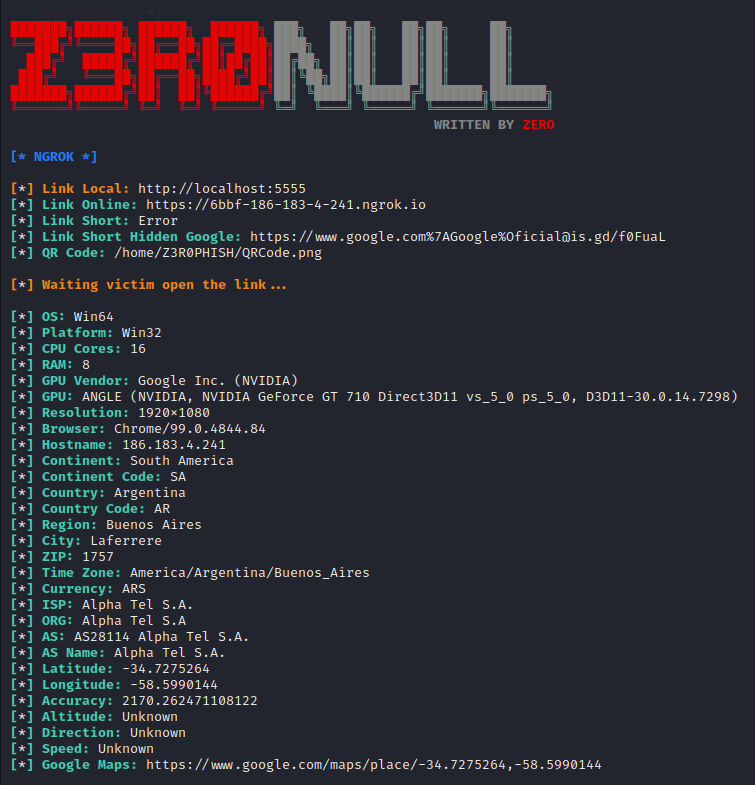 Z3R0NULL
WRITTEN BY ZERO
[* NGROK *]
[*] Link Local: http://localhost:5555
[*] Link Online: https://6bbf-186-183-4-241.ngrok.io
[*] Link Short: Error
[*] Link Short Hidden Google: https://www.google.com%7AGoogle%Oficial@is.gd/f0FuaL
[*] QR Code: /home/Z3R0PHISH/QRCode.png
[*] Waiting victim open the link...
[*] OS: Win64
[*] Platform: Win32
[*] CPU Cores: 16
[*] RAM: 8
[*] GPU Vendor: Google Inc. (NVIDIA)
[*] GPU: ANGLE (NVIDIA, NVIDIA GeForce GT 710 Direct3D11 vs_5_0 ps_5_0, D3D11-30.0.14.7298)
[*] Resolution: 1920×1080
[*] Browser: Chrome/99.0.4844.84
[*] Hostname: 186.183.4.241
[*] Continent: South America
[*] Continent Code: SA
[*] Country: Argentina
[*] Country Code: AR
[*] Region: Buenos Aires
[*] City: Laferrere
[*] ZIP: 1757
[*] Time Zone: America/Argentina/Buenos_Aires
[*] Currency: ARS
[*] ISP: Alpha Tel S.A.
[*] ORG: Alpha Tel S.A
[*] AS: AS28114 Alpha Tel S.A.
[*] AS Name: Alpha Tel S.A.
[*] Latitude: -34.7275264
[*] Longitude: -58.5990144
[*] Accuracy: 2170.262471108122
[*] Altitude: Unknown
[*] Direction: Unknown
[*] Speed: Unknown
[*] Google Maps: https://www.google.com/maps/place/-34.7275264,-58.5990144